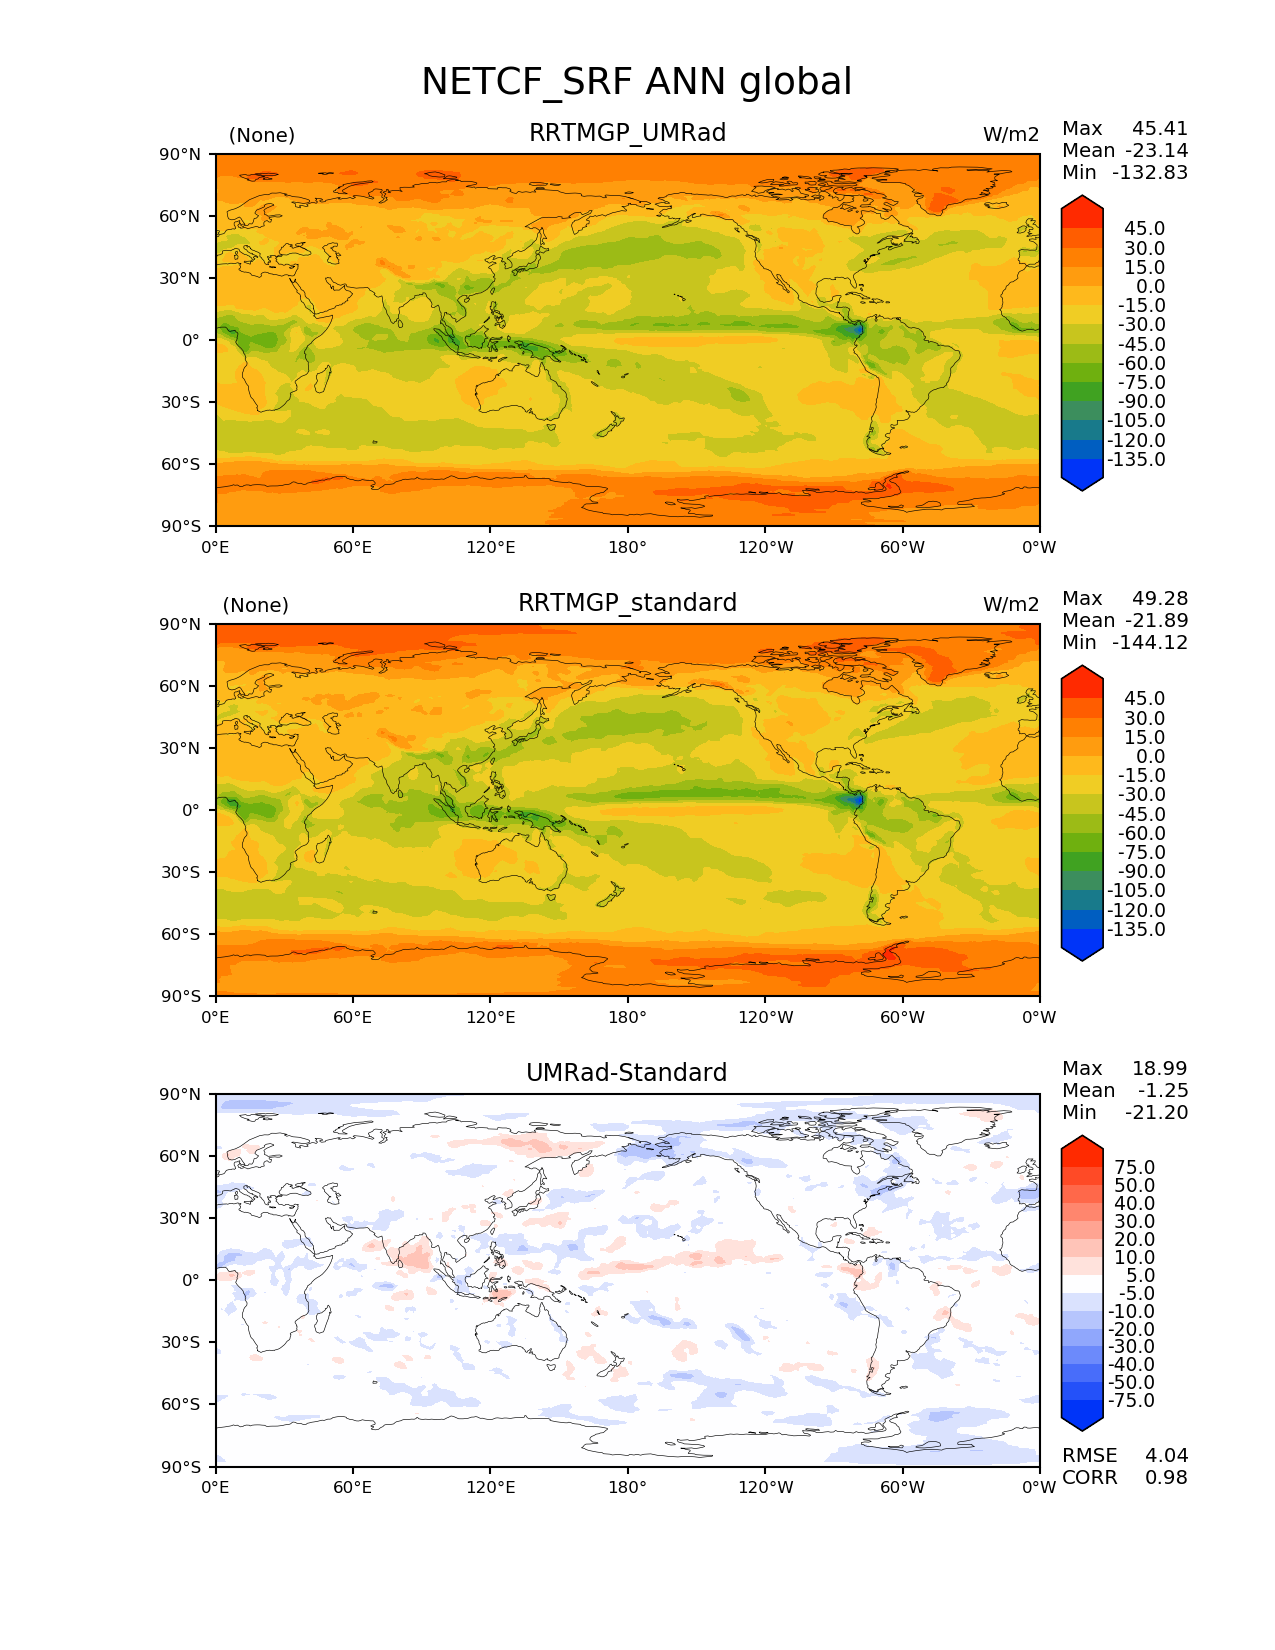 NETCF_SRF ANN global
(None) RRTMGP_UMRad W/m2
Max 45.41
Mean -23.14
Min -132.83
90°N
60°N
30°N
0°
30°S
60°S
90°S
0°E 60°E 120°E 180° 120°W 60°W 0°W
45.0
30.0
15.0
0.0
-15.0
-30.0
-45.0
-60.0
-75.0
-90.0
-105.0
-120.0
-135.0
(None) RRTMGP_standard W/m2
Max 49.28
Mean -21.89
Min -144.12
90°N
60°N
30°N
0°
30°S
60°S
90°S
0°E 60°E 120°E 180° 120°W 60°W 0°W
45.0
30.0
15.0
0.0
-15.0
-30.0
-45.0
-60.0
-75.0
-90.0
-105.0
-120.0
-135.0
UMRad-Standard
Max 18.99
Mean -1.25
Min -21.20
90°N
60°N
30°N
0°
30°S
60°S
90°S
0°E 60°E 120°E 180° 120°W 60°W 0°W
75.0
50.0
40.0
30.0
20.0
10.0
5.0
-5.0
-10.0
-20.0
-30.0
-40.0
-50.0
-75.0
RMSE 4.04
CORR 0.98